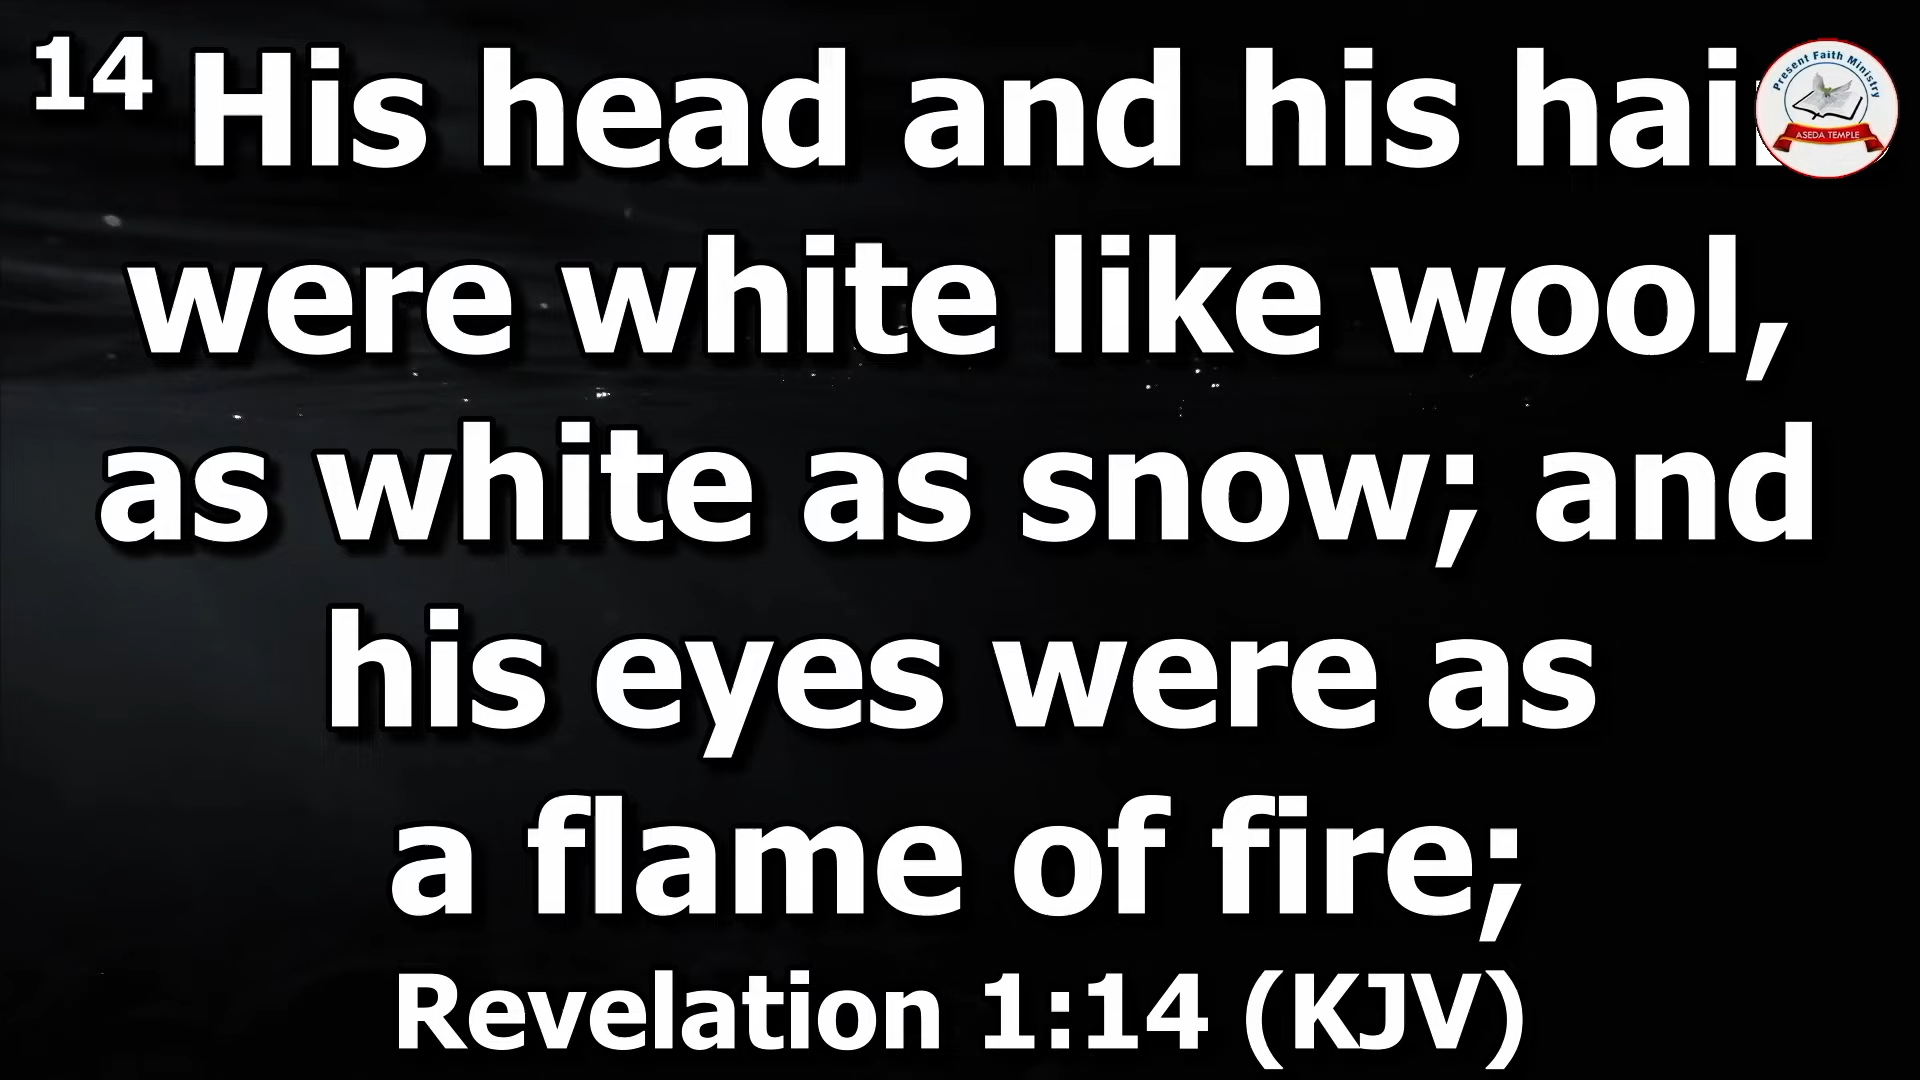 14 His head and his hairs
were white like wool,
as white as snow; and
his eyes were as
a flame of fire;
Revelation 1:14 (KJV)
Present Faith Ministry
ASEDA TEMPLE